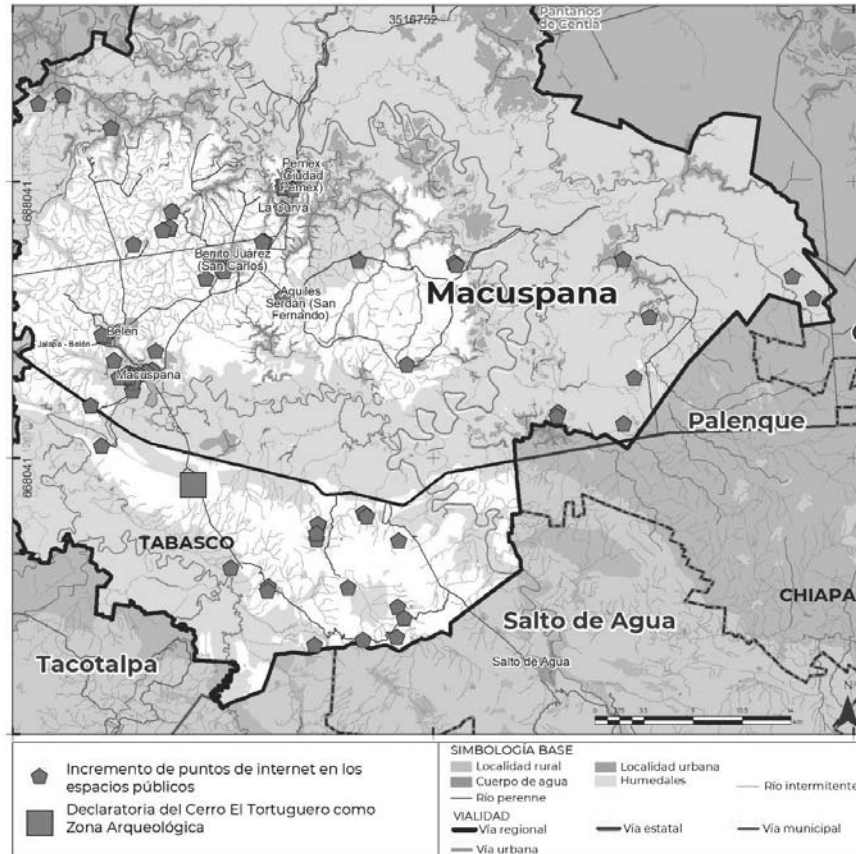 Pantanos
de Centla
3516752
688041
Pemex
(Ciudad
Pemex)
La Curva
Benito Juárez
(San Carlos)
Macuspana
Aquiles
Serdán (San
Fernando)
Belén
Jalapa - Belén
Macuspana
Palenque
668041
TABASCO
CHIAPA
Salto de Agua
Tacotalpa
Salto de Agua
N
km
Incremento de puntos de internet en los
espacios públicos
Declaratoria del Cerro El Tortuguero como
Zona Arqueológica
SIMBOLOGÍA BASE
Localidad rural
Localidad urbana
Cuerpo de agua
Humedales
Río intermitente
Río perenne
VIALIDAD
Vía regional
Vía estatal
Vía municipal
Vía urbana